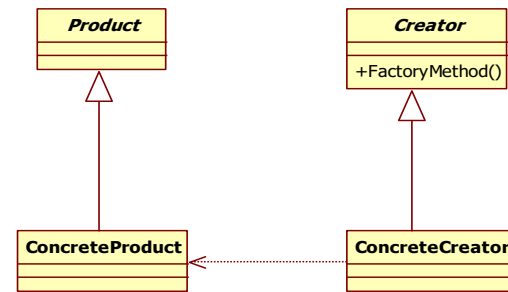 Product
Creator
+FactoryMethod()
ConcreteProduct
ConcreteCreator